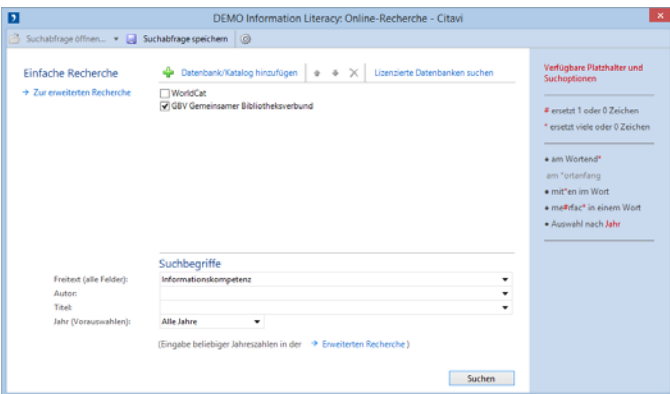 DEMO Information Literacy: Online-Recherche - Citavi
Suchabfrage öffnen... Suchabfrage speichern
Einfache Recherche
Zur erweiterten Recherche
Datenbank/Katalog hinzufügen Lizenzierte Datenbanken suchen
WorldCat
GBV Gemeinsamer Bibliotheksverbund
Suchbegriffe
Freitext (alle Felder): Informationskompetenz
Autor:
Titel:
Jahr (Vorauswahlen): Alle Jahre
(Eingabe beliebiger Jahreszahlen in der → Erweiterten Recherche)
Suchen
Verfügbare Platzhalter und
Suchoptionen
# ersetzt 1 oder 0 Zeichen
* ersetzt viele oder 0 Zeichen
• am Wortend*
am *ortanfang
• mit*en im Wort
• me#rfac* in einem Wort
• Auswahl nach Jahr